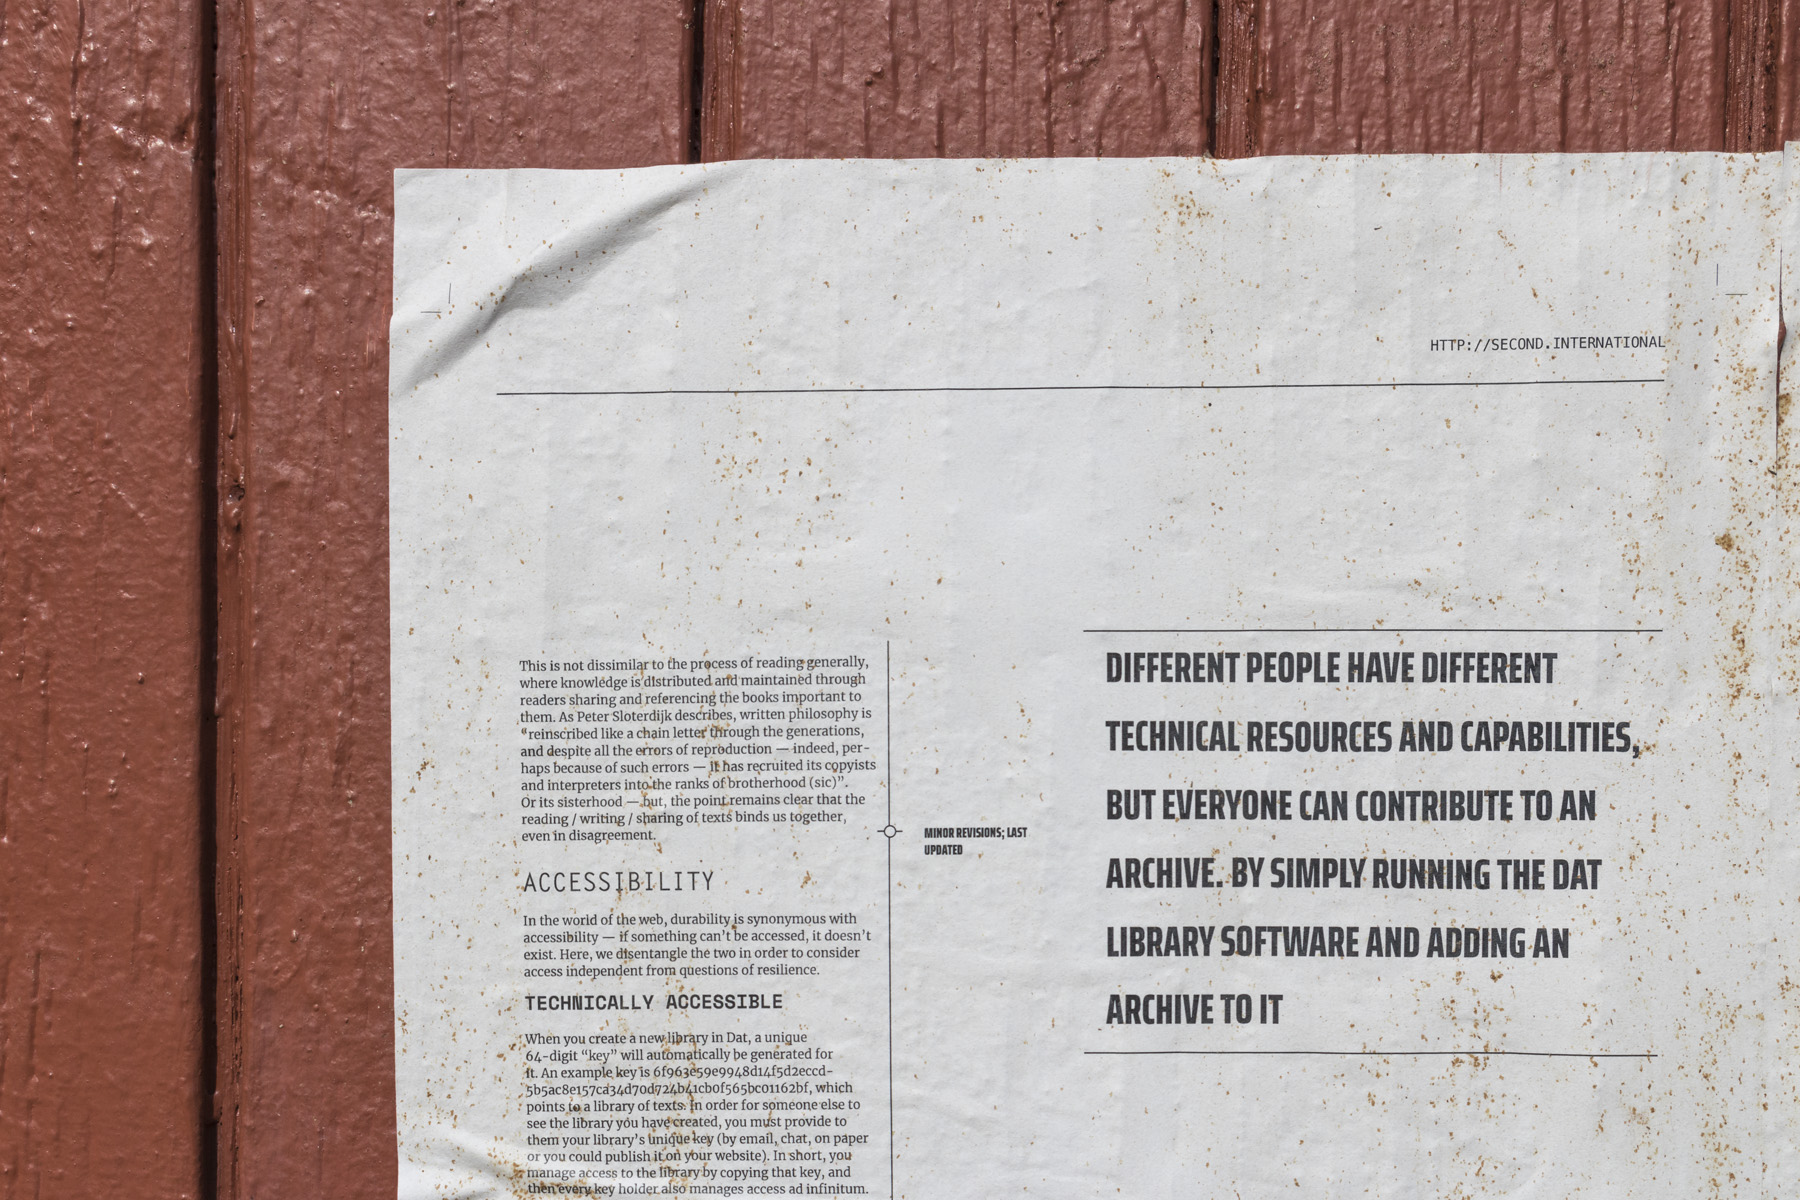 HTTP://SECOND.INTERNATIONAL
This is not dissimilar to the process of reading generally,
where knowledge is distributed and maintained through
readers sharing and referencing the books important to
them. As Peter Sloterdijk describes, written philosophy is
“reinscribed like a chain letter through the generations,
and despite all the errors of reproduction — indeed, per-
haps because of such errors — it has recruited its copyists
and interpreters into the ranks of brotherhood (sic)”.
Or its sisterhood — but, the point remains clear that the
reading / writing / sharing of texts binds us together,
even in disagreement.
ACCESSIBILITY
In the world of the web, durability is synonymous with
accessibility — if something can’t be accessed, it doesn’t
exist. Here, we disentangle the two in order to consider
access independent from questions of resilience.
TECHNICALLY ACCESSIBLE
When you create a new library in Dat, a unique
64-digit “key” will automatically be generated for
it. An example key is 6f963e59e9948d14f5d2eccd-
5b5ac8e157ca34d70d724b41cb0f565bc01162bf, which
points to a library of texts. In order for someone else to
see the library you have created, you must provide to
them your library’s unique key (by email, chat, on paper
or you could publish it on your website). In short, you
manage access to the library by copying that key, and
then every key holder also manages access ad infinitum.
MINOR REVISIONS; LAST
UPDATED
DIFFERENT PEOPLE HAVE DIFFERENT
TECHNICAL RESOURCES AND CAPABILITIES,
BUT EVERYONE CAN CONTRIBUTE TO AN
ARCHIVE. BY SIMPLY RUNNING THE DAT
LIBRARY SOFTWARE AND ADDING AN
ARCHIVE TO IT